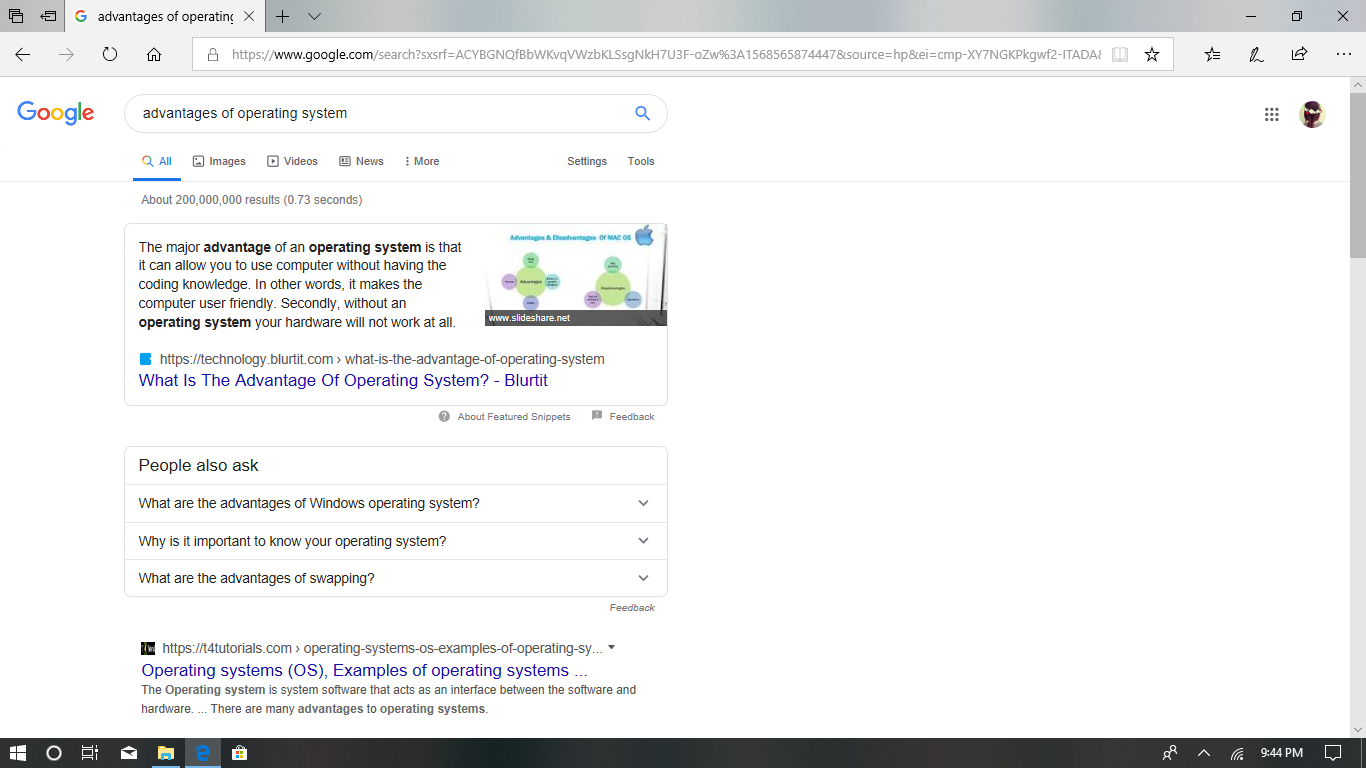 advantages of operating
https://www.google.com/search?sxsrf=ACYBGNQfBbWKvqVWzbKLSsgNkH7U3F-oZw%3A1568565874447&source=hp&ei=cmp-XY7NGKPkgwf2-ITADA&
Google
advantages of operating system
All Images Videos News More Settings Tools
About 200,000,000 results (0.73 seconds)
The major advantage of an operating system is that
it can allow you to use computer without having the
coding knowledge. In other words, it makes the
computer user friendly. Secondly, without an
operating system your hardware will not work at all.
Advantages & Disadvantages Of MAC OS
Advantages
Disadvantages
www.slideshare.net
https://technology.blurtit.com › what-is-the-advantage-of-operating-system
What Is The Advantage Of Operating System? - Blurtit
About Featured Snippets Feedback
People also ask
What are the advantages of Windows operating system?
Why is it important to know your operating system?
What are the advantages of swapping?
Feedback
https://t4tutorials.com › operating-systems-os-examples-of-operating-sy...
Operating systems (OS), Examples of operating systems ...
The Operating system is system software that acts as an interface between the software and
hardware. ... There are many advantages to operating systems.
9:44 PM